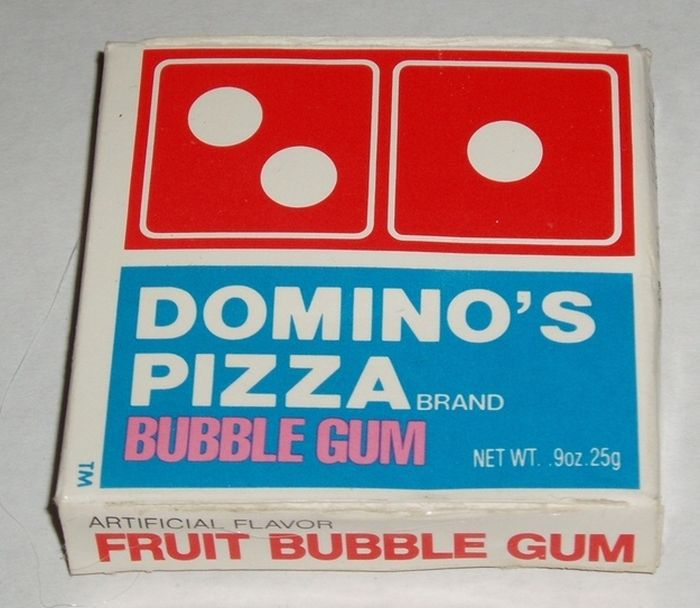 DOMINO'S
PIZZA BRAND
BUBBLE GUM
NET WT. .9oz.25g
TM
ARTIFICIAL FLAVOR
FRUIT BUBBLE GUM